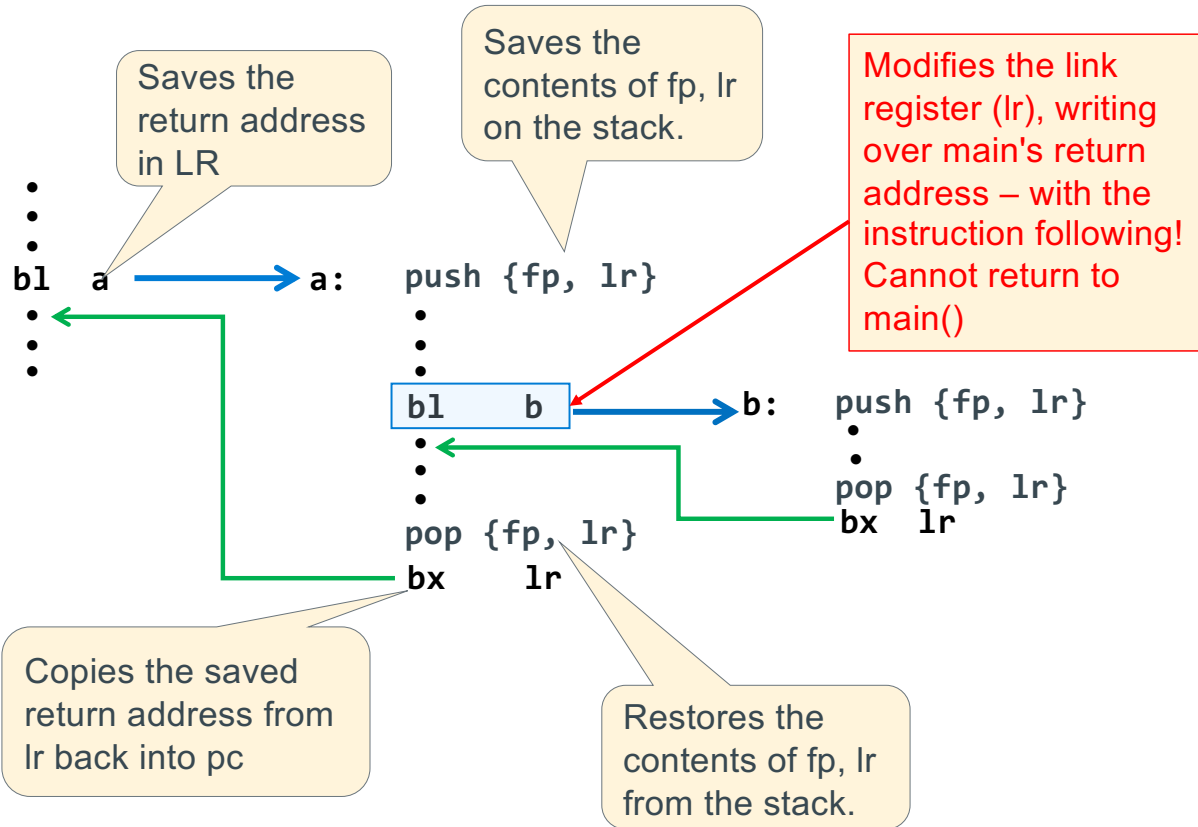 Saves the
return address
in LR
Saves the
contents of fp, lr
on the stack.
Modifies the link
register (lr), writing
over main's return
address – with the
instruction following!
Cannot return to
main()
bl a
a:
push {fp, lr}
bl b
b:
push {fp, lr}
pop {fp, lr}
bx lr
pop {fp, lr}
bx lr
Copies the saved
return address from
lr back into pc
Restores the
contents of fp, lr
from the stack.